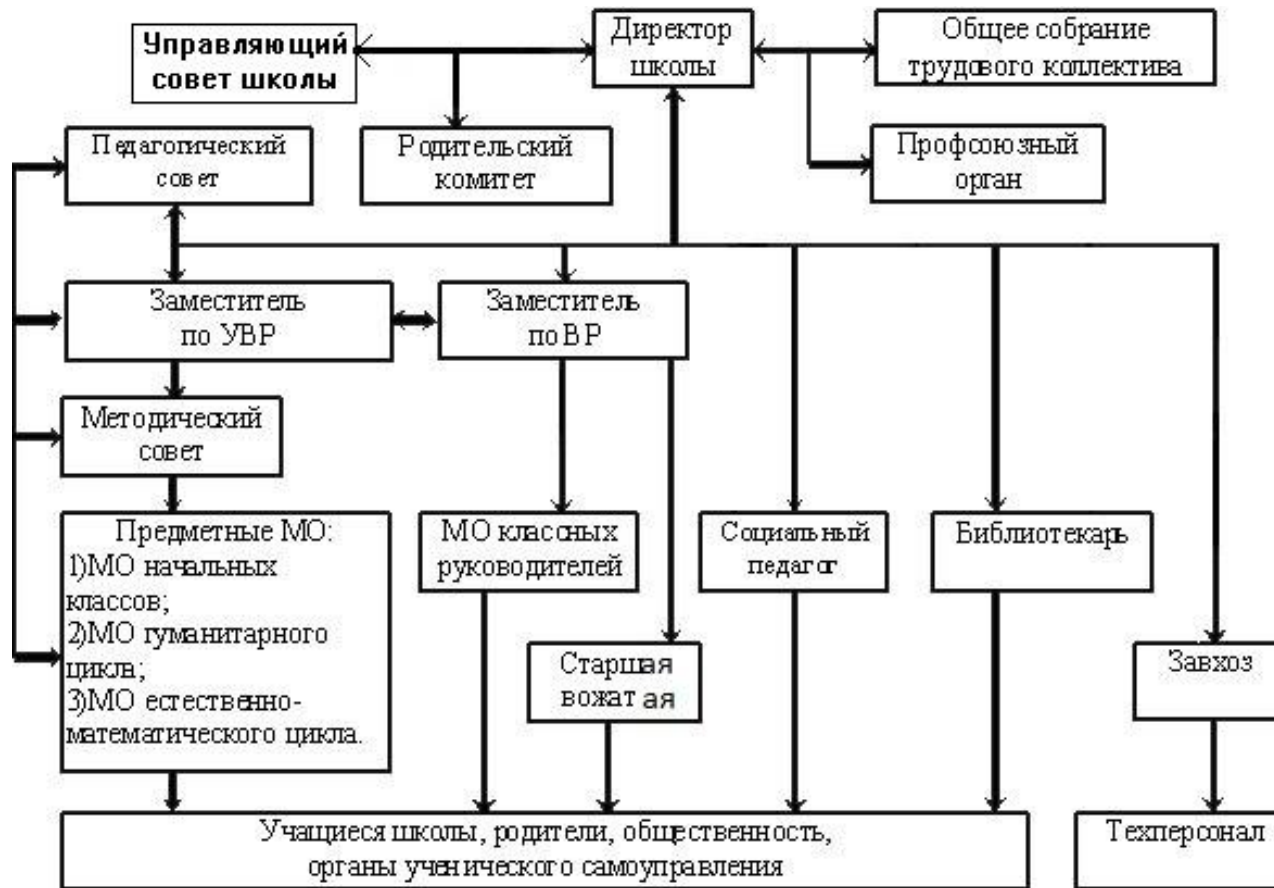 Управляющий
совет школы
Директор
школы
Общее собрание
трудового коллектива
Педагогический
совет
Родительский
комитет
Профсоюзный
орган
Заместитель
по УВР
Заместитель
по ВР
Методический
совет
Предметные МО:
1)МО начальных
классов;
2)МО гуманитарного
цикла;
3)МО естественно-
математического цикла.
МО классных
руководителей
Социальный
педагог
Библиотекарь
Старшая
вожатая
Завхоз
Учащиеся школы, родители, общественность,
органы ученического самоуправления
Техперсонал